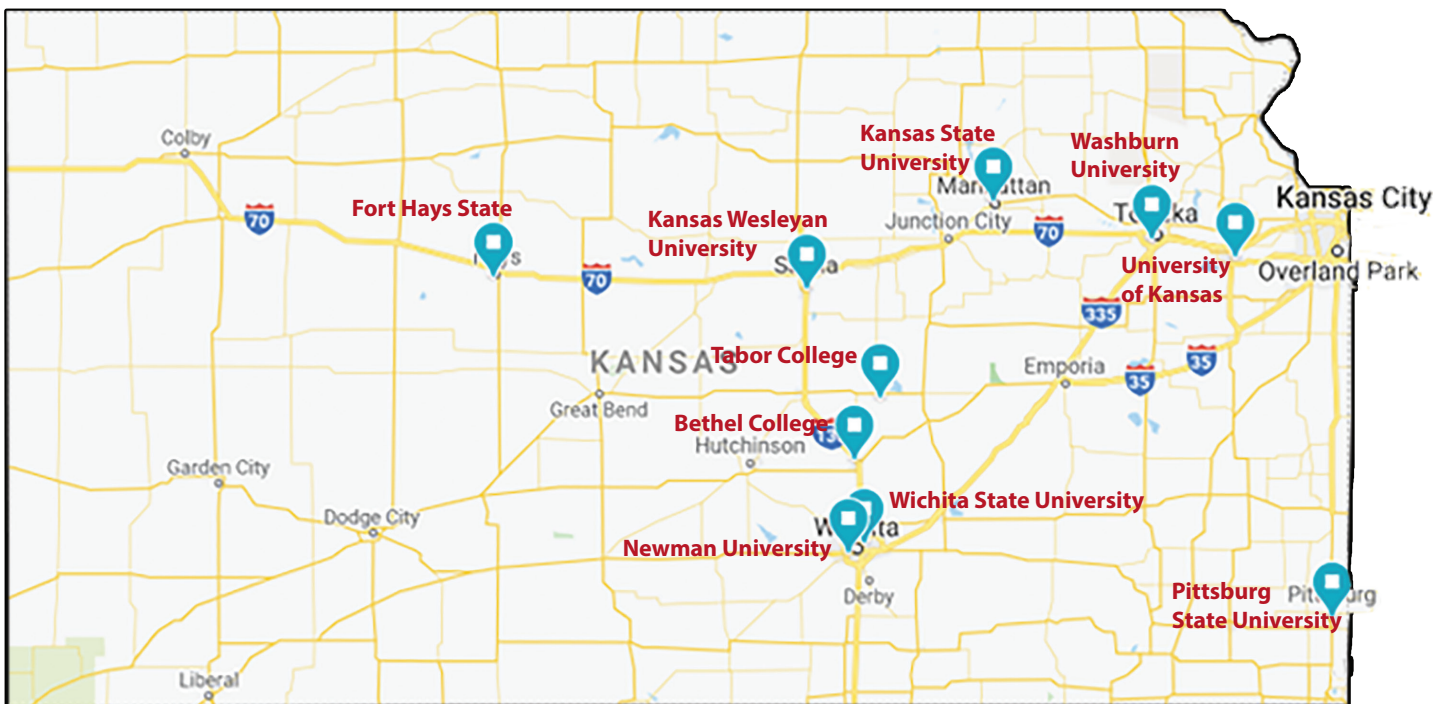 Colby
Kansas State
University
Washburn
University
Manhattan
Kansas City
Fort Hays State
Kansas Wesleyan
University
Junction City
70
70
70
University
of Kansas
Overland Park
335
KANSAS
Tabor College
Emporia
35
35
Great Bend
Bethel College
Hutchinson
Garden City
Wichita State University
Dodge City
Newman University
Derby
Pittsburg
State University
Liberal